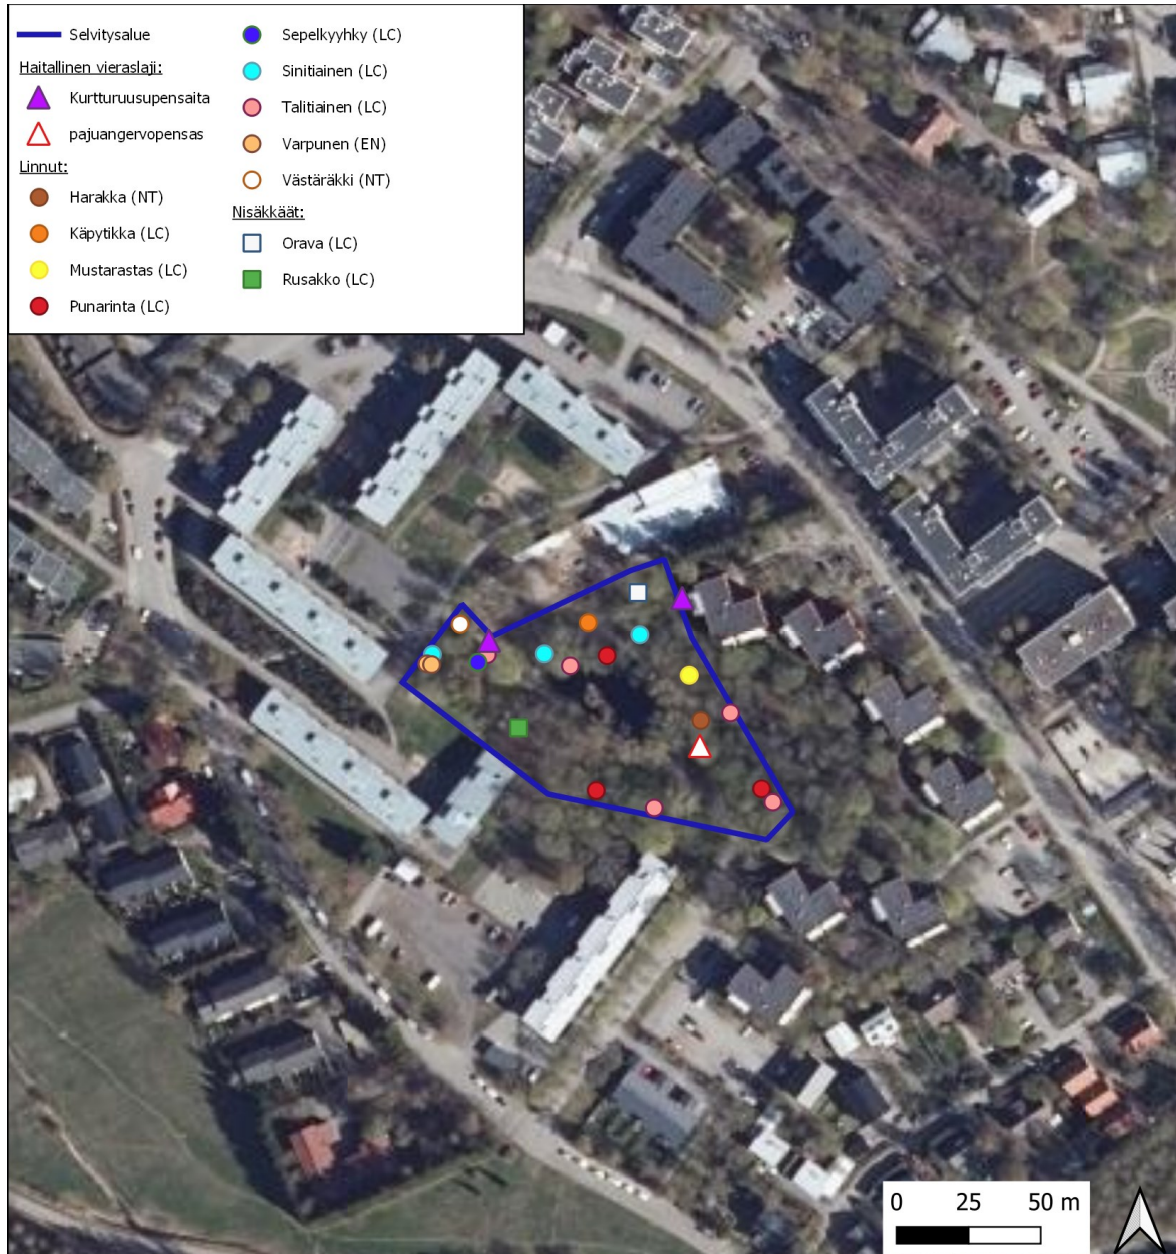 Selvitysalue
Haitallinen vieraslaji:
Kurtturuusupensaita
pajuangervopensas
Linnut:
Harakka (NT)
Käpytikka (LC)
Mustarastas (LC)
Punarinta (LC)
Sepelkyyhky (LC)
Sinitiainen (LC)
Talitiainen (LC)
Varpunen (EN)
Västäräkki (NT)
Nisäkkäät:
Orava (LC)
Rusakko (LC)
0 25 50 m